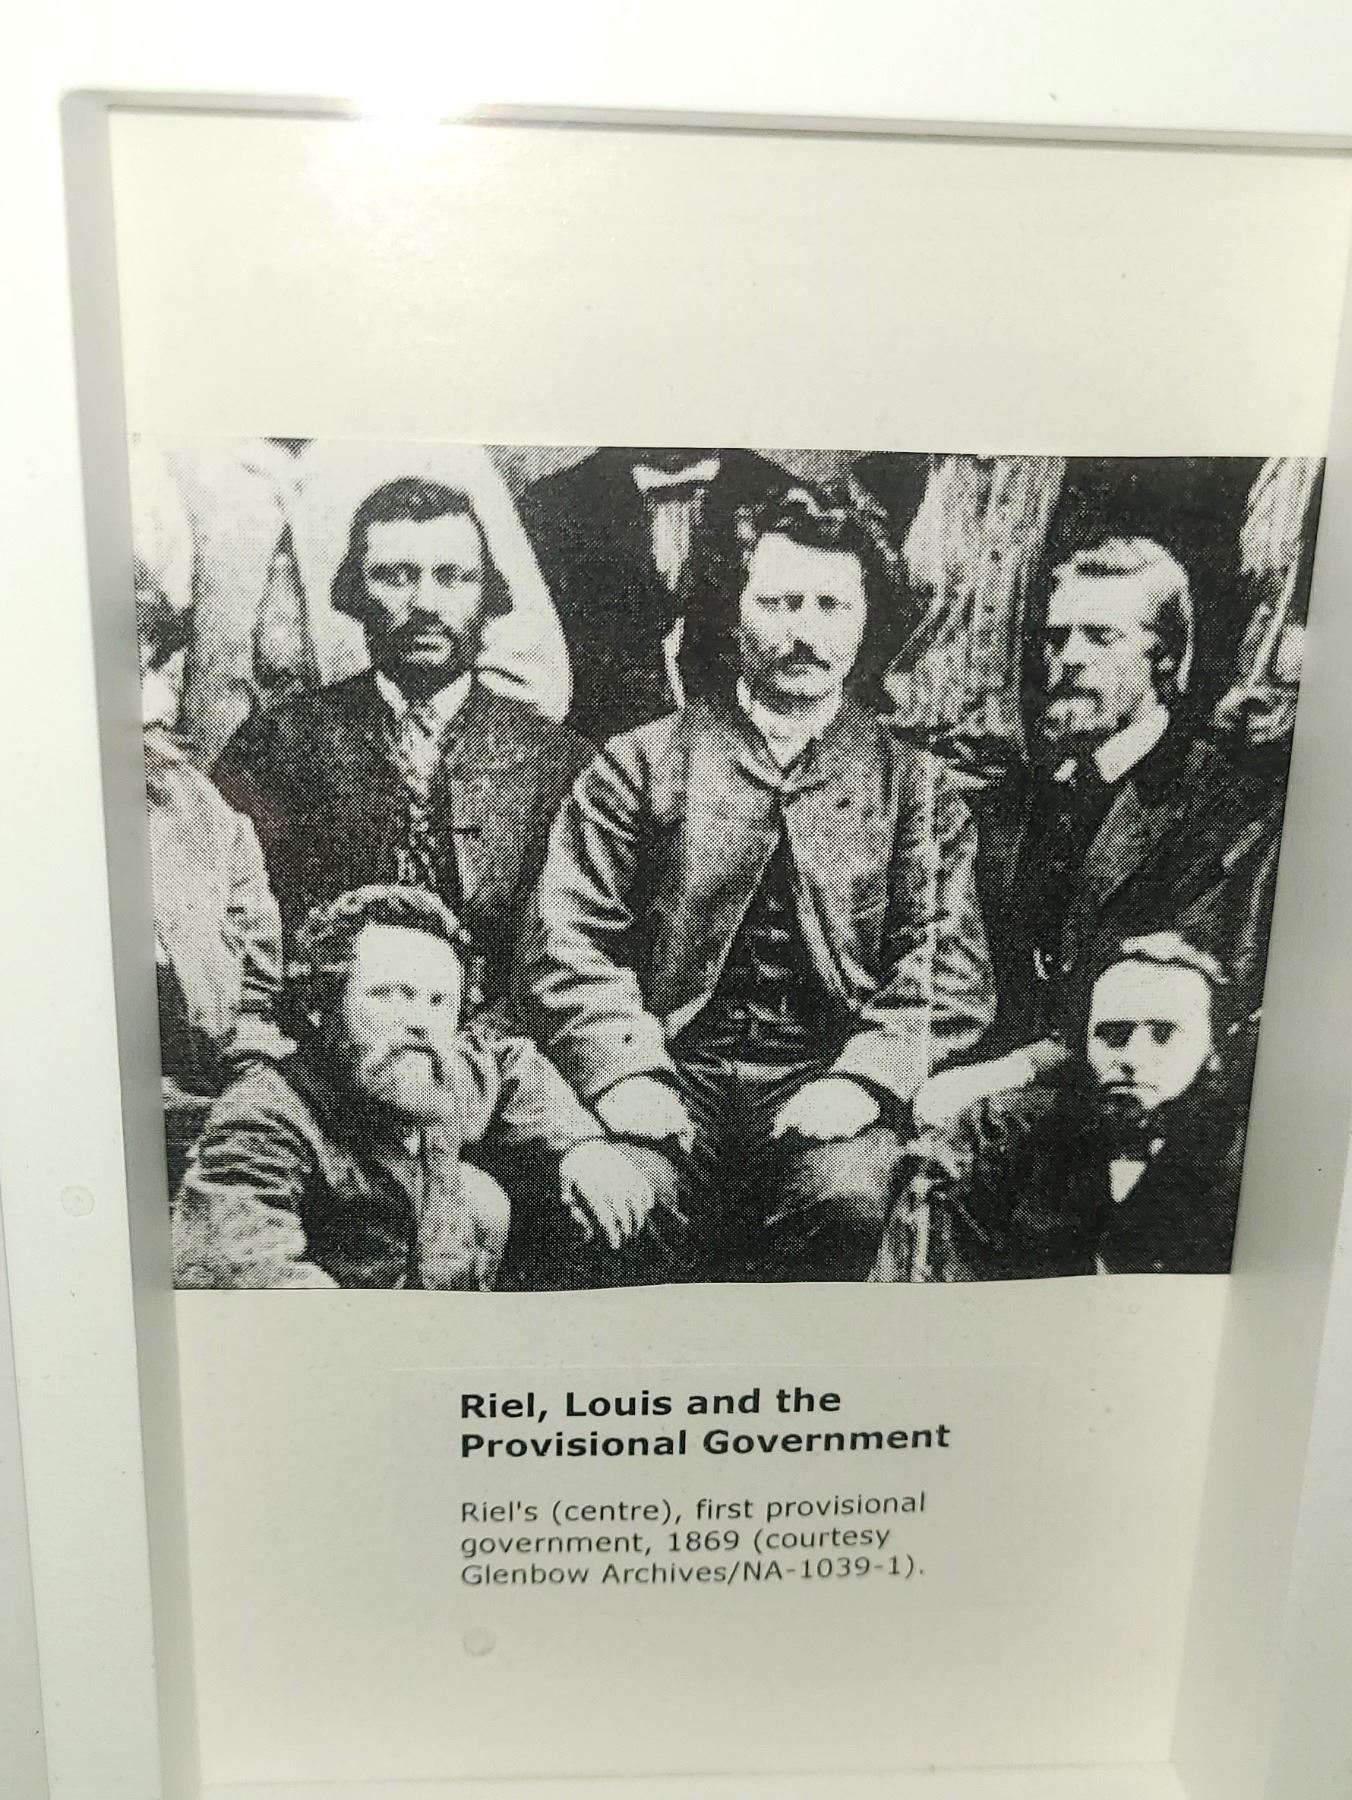 Riel, Louis and the
Provisional Government
Riel's (centre), first provisional
government, 1869 (courtesy
Glenbow Archives/NA-1039-1).